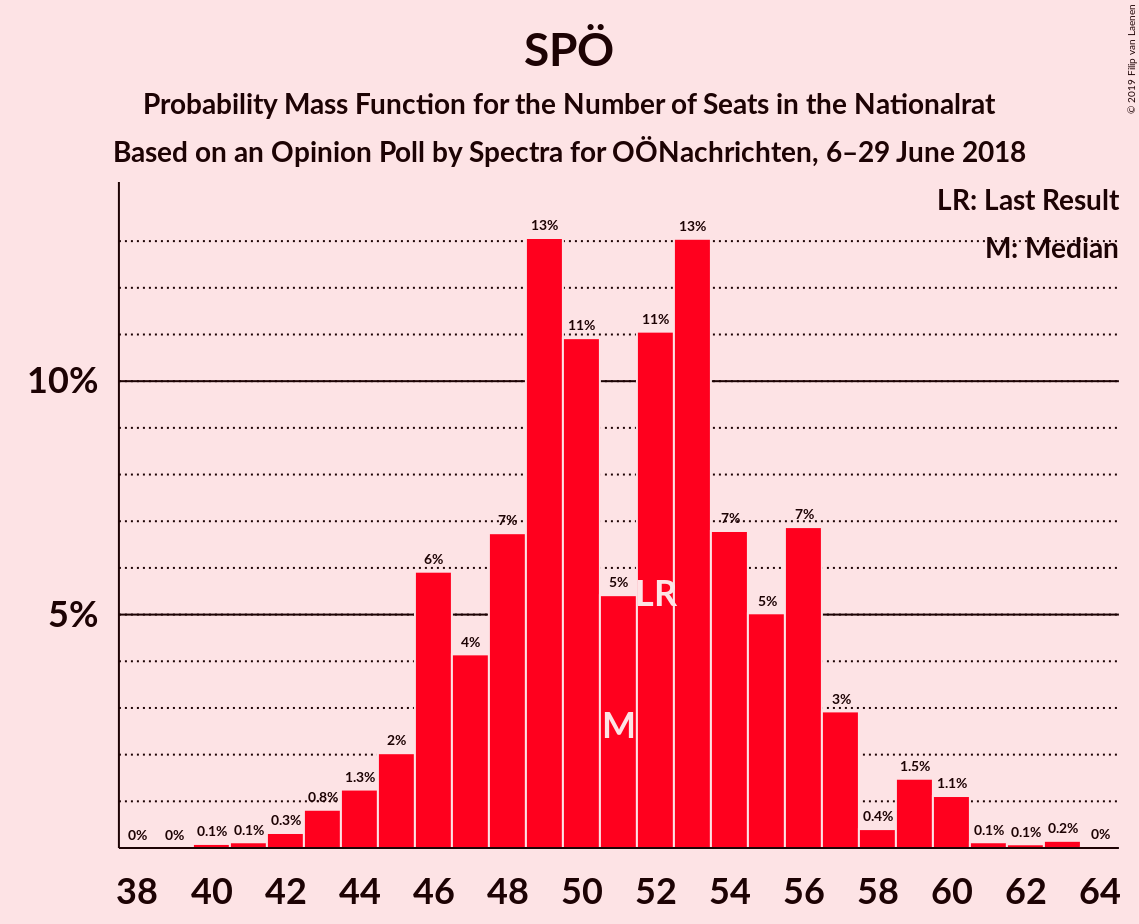 SPÖ
Probability Mass Function for the Number of Seats in the Nationalrat
Based on an Opinion Poll by Spectra for OÖNachrichten, 6–29 June 2018
© 2019 Filip van Laenen
LR: Last Result
M: Median
10%
5%
0% 0% 0.1% 0.1% 0.3% 0.8% 1.3% 2% 6% 4% 7% 13% 11% 5% 11% 13% 7% 5% 7% 3% 0.4% 1.5% 1.1% 0.1% 0.1% 0.2% 0%
LR
M
38 40 42 44 46 48 50 52 54 56 58 60 62 64